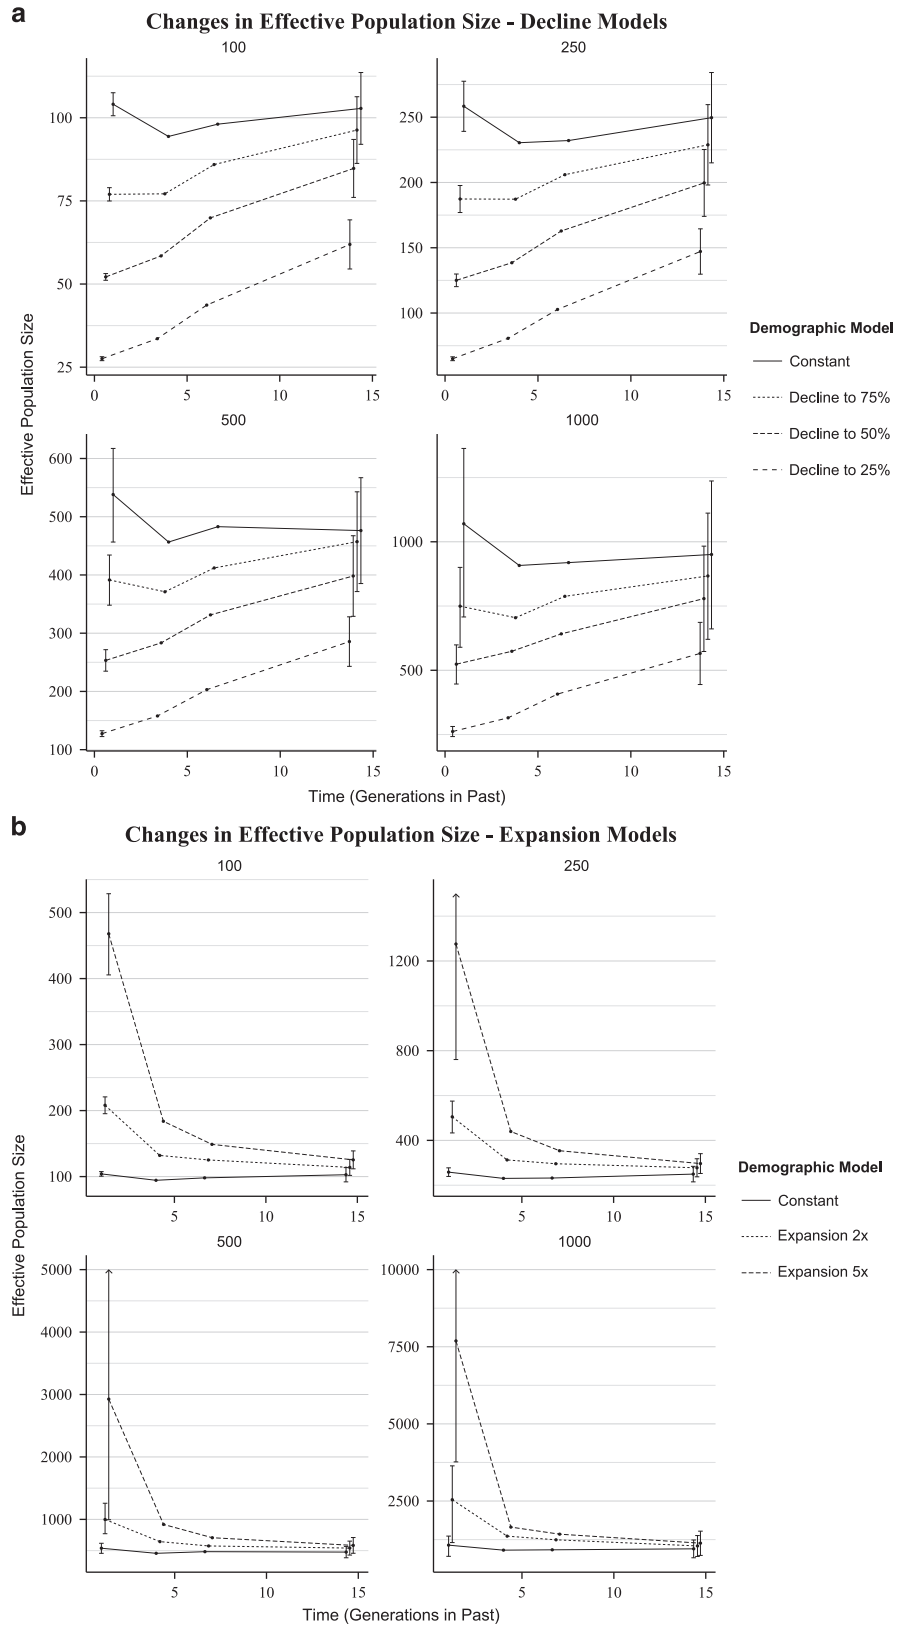 a
Changes in Effective Population Size - Decline Models
100
250
100
75
50
25
250
200
150
100
0 5 10 15
0 5 10 15
500
1000
600
500
400
300
200
100
1000
500
0 5 10 15
0 5 10 15
Effective Population Size
Time (Generations in Past)
Demographic Model
Constant
Decline to 75%
Decline to 50%
Decline to 25%
b
Changes in Effective Population Size - Expansion Models
100
250
500
400
300
200
100
1200
800
400
5 10 15
5 10 15
500
1000
5000
4000
3000
2000
1000
10000
7500
5000
2500
5 10 15
5 10 15
Effective Population Size
Time (Generations in Past)
Demographic Model
Constant
Expansion 2x
Expansion 5x